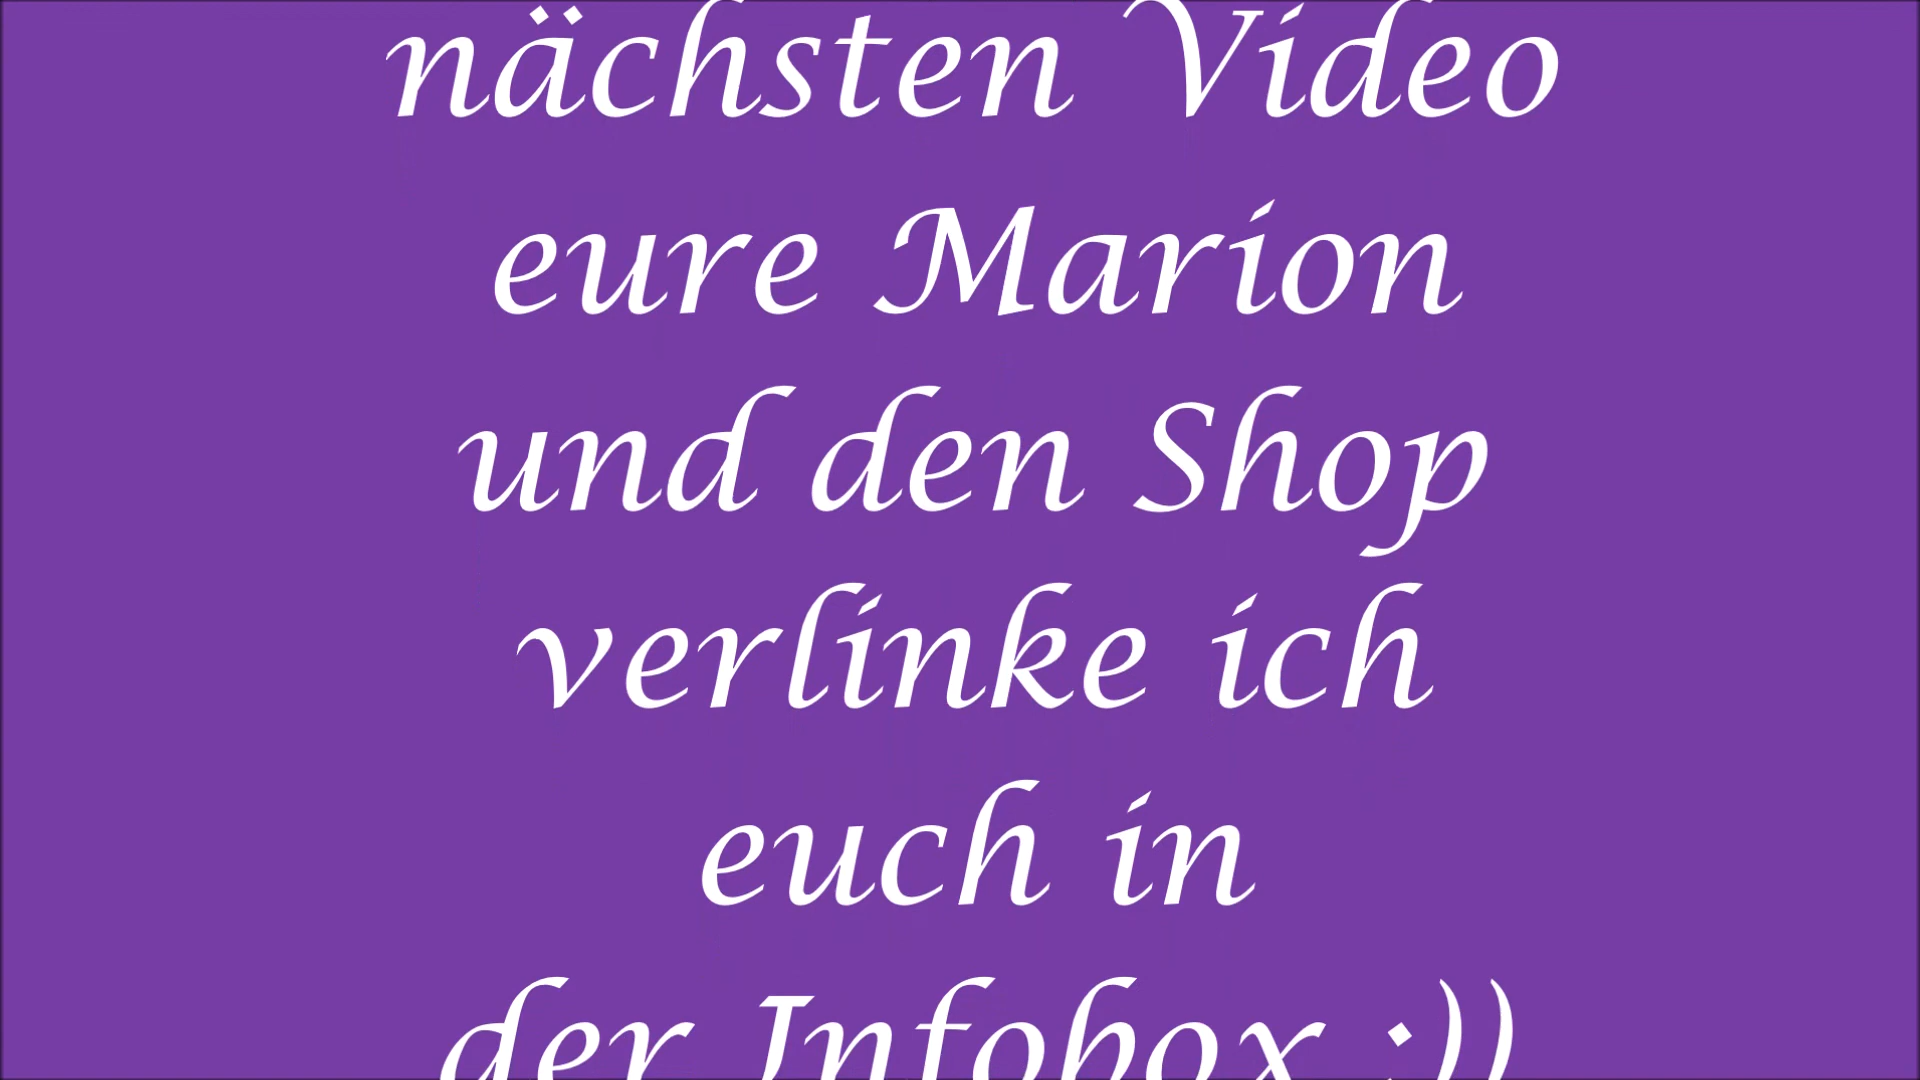 nächsten Video
eure Marion
und den Shop
verlinke ich
euch in
der Infobox :))